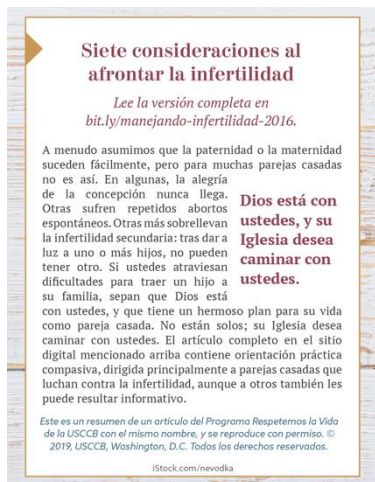 Siete consideraciones al
afrontar la infertilidad
Lee la versión completa en
bit.ly/manejando-infertilidad-2016.
A menudo asumimos que la paternidad o la maternidad
suceden fácilmente, pero para muchas parejas casadas
no es así. En algunas, la alegría
de la concepción nunca llega.
Otras sufren repetidos abortos
espontáneos. Otras más sobrellevan
la infertilidad secundaria: tras dar a
luz a uno o más hijos, no pueden
tener otro. Si ustedes atraviesan
dificultades para traer un hijo a
su familia, sepan que Dios está
con ustedes, y que tiene un hermoso plan para su vida
como pareja casada. No están solos; su Iglesia desea
caminar con ustedes. El artículo completo en el sitio
digital mencionado arriba contiene orientación práctica
compasiva, dirigida principalmente a parejas casadas que
luchan contra la infertilidad, aunque a otros también les
puede resultar informativo.
Dios está con
ustedes, y su
Iglesia desea
caminar con
ustedes.
Este es un resumen de un artículo del Programa Respetemos la Vida
de la USCCB con el mismo nombre, y se reproduce con permiso. ©
2019, USCCB, Washington, D.C. Todos los derechos reservados.
iStock.com/nevodka